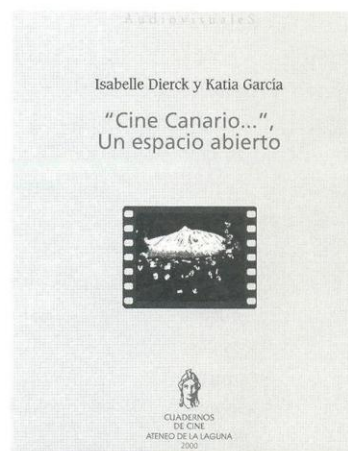 AudiovisualeS
Isabelle Dierck y Katia García
“Cine Canario...”,
Un espacio abierto
CUADERNOS
DE CINE
ATENEO DE LA LAGUNA
2000